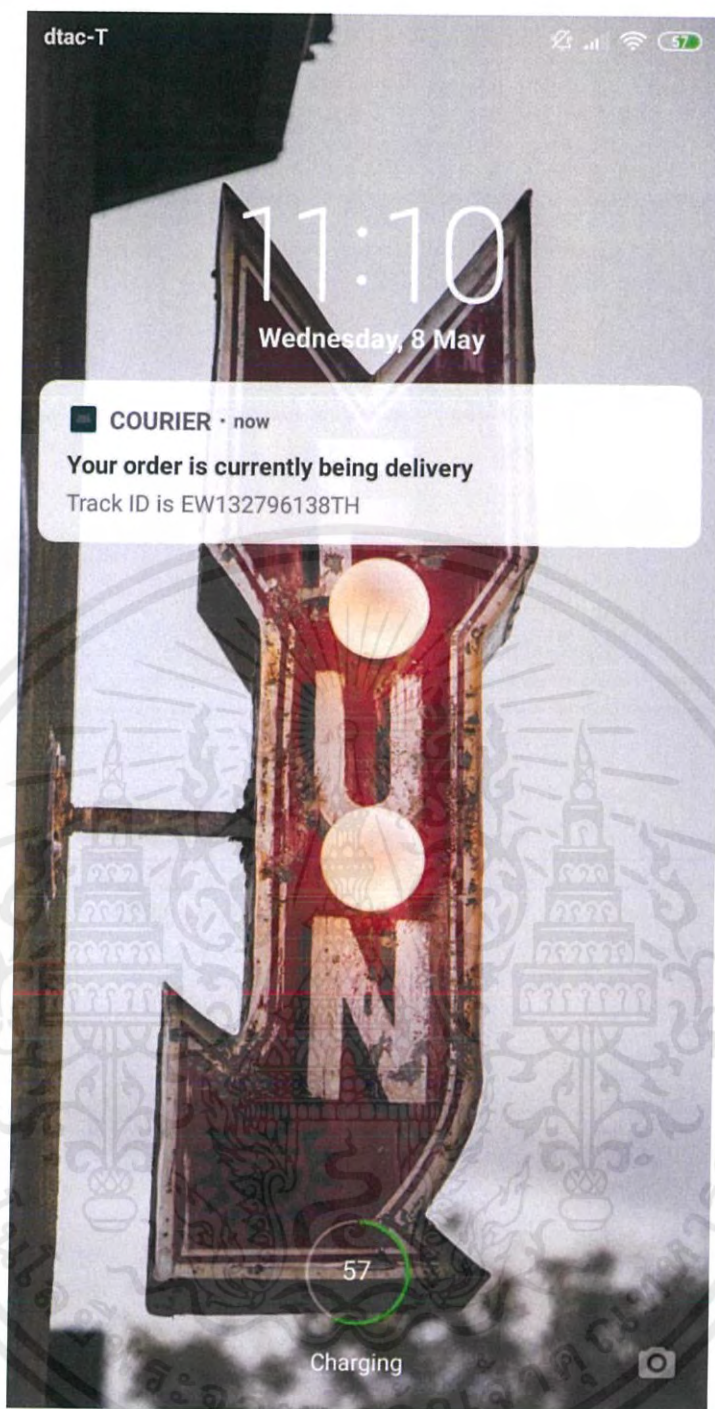 dtac-T
57
11:10
Wednesday, 8 May
COURIER · now
Your order is currently being delivery
Track ID is EW132796138TH
U
N
57
Charging